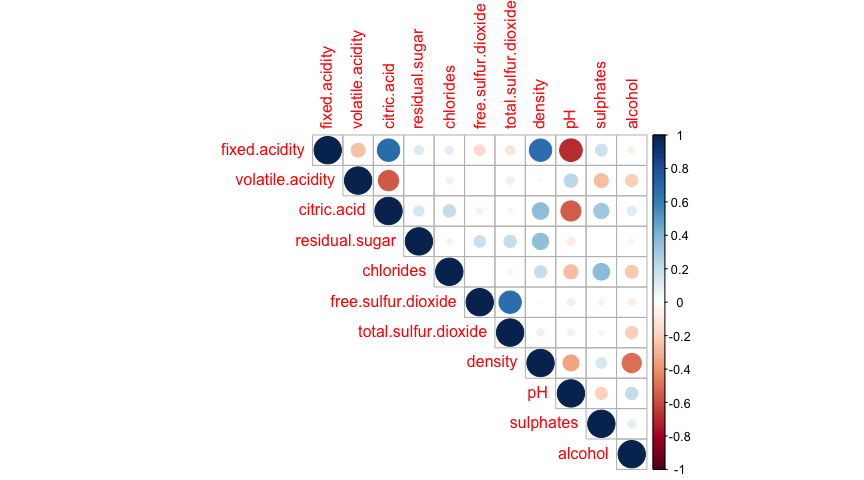 fixed.acidity
volatile.acidity
citric.acid
residual.sugar
chlorides
free.sulfur.dioxide
total.sulfur.dioxide
density
pH
sulphates
alcohol
fixed.acidity
volatile.acidity
citric.acid
residual.sugar
chlorides
free.sulfur.dioxide
total.sulfur.dioxide
density
pH
sulphates
alcohol
1
0.8
0.6
0.4
0.2
0
-0.2
-0.4
-0.6
-0.8
-1